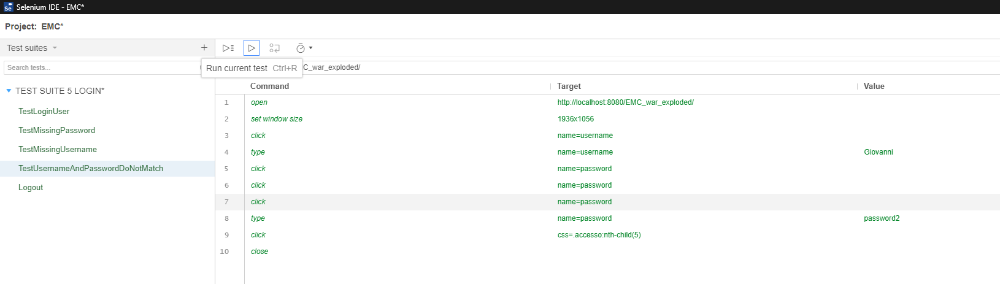 Se Selenium IDE - EMC*
Project: EMC*
Test suites +
Search tests...
Run current test Ctrl+R
C_war_exploded/
Command Target Value
TEST SUITE 5 LOGIN*
TestLoginUser
TestMissingPassword
TestMissingUsername
TestUsernameAndPasswordDoNotMatch
Logout
1 open http://localhost:8080/EMC_war_exploded/
2 set window size 1936x1056
3 click name=username
4 type name=username Giovanni
5 click name=password
6 click name=password
7 click name=password
8 type name=password password2
9 click css=.accesso:nth-child(5)
10 close